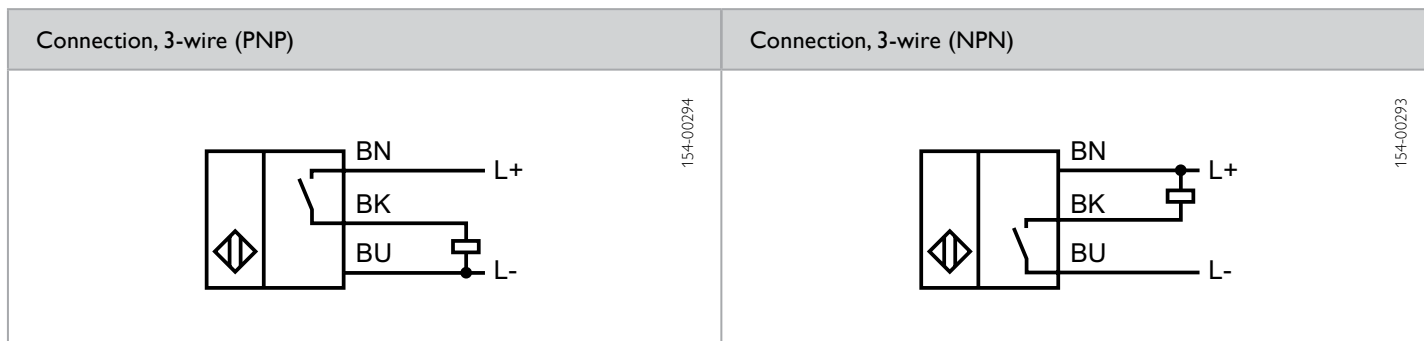 Connection, 3-wire (PNP)
Connection, 3-wire (NPN)
154-00294
BN
L+
BK
BU
L-
154-00293
BN
L+
BK
BU
L-